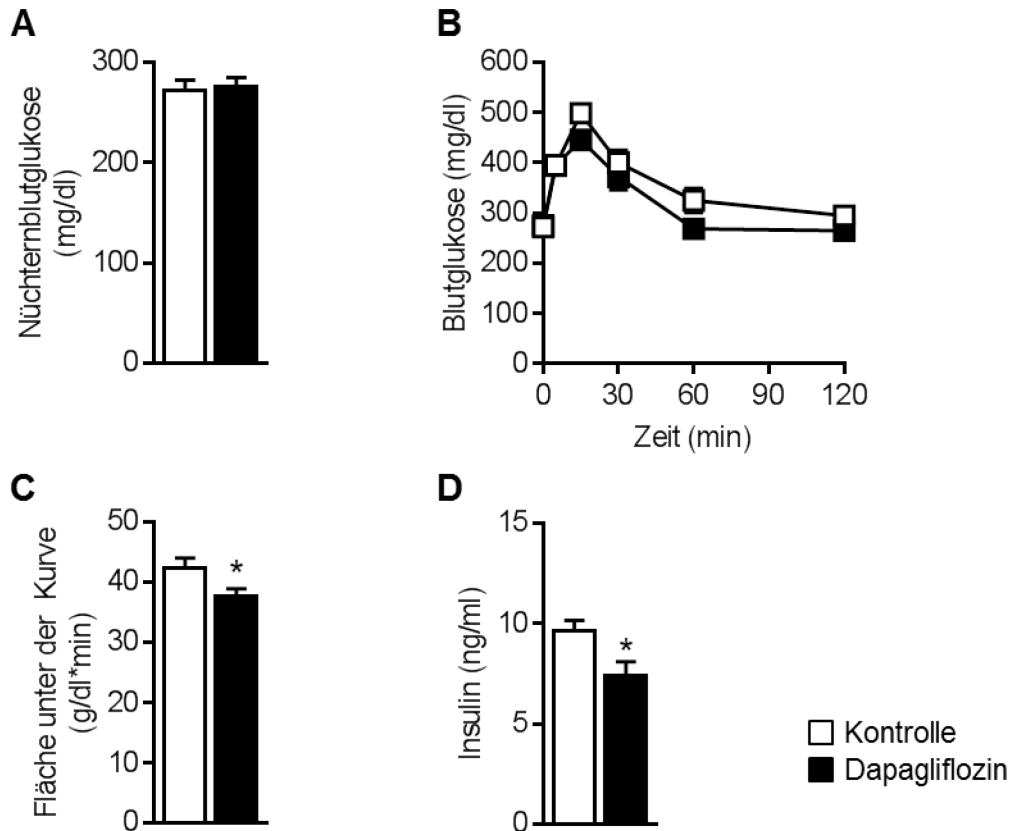 A
Nüchternblutglukose
(mg/dl)
300
200
100
0
B
Blutglukose (mg/dl)
600
500
400
300
200
100
0
0 30 60 90 120
Zeit (min)
C
Fläche unter der Kurve
(g/dl*min)
50
40
30
20
10
0
*
D
Insulin (ng/ml)
15
10
5
0
*
Kontrolle
Dapagliflozin